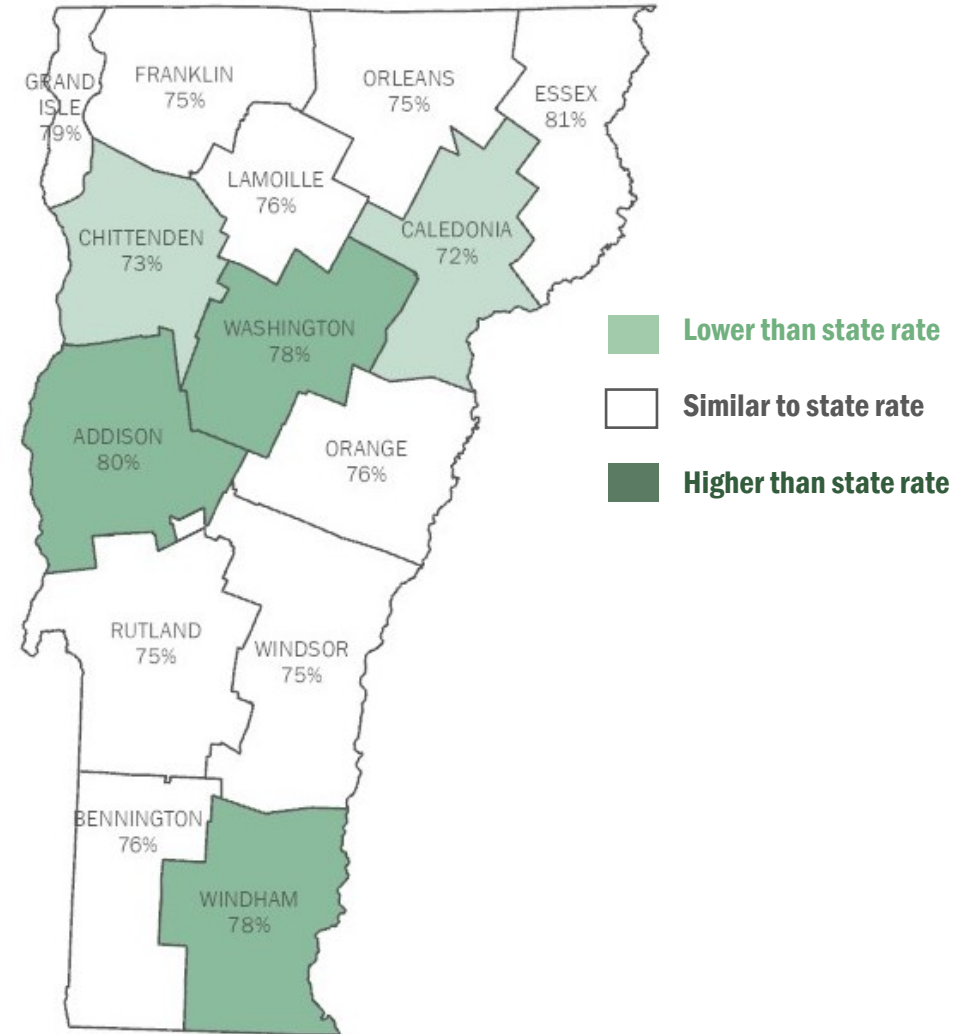 GRAND
ISLE
79%
FRANKLIN
75%
ORLEANS
75%
ESSEX
81%
LAMOILLE
76%
CHITTENDEN
73%
CALEDONIA
72%
WASHINGTON
78%
ADDISON
80%
ORANGE
76%
RUTLAND
75%
WINDSOR
75%
BENNINGTON
76%
WINDHAM
78%
Lower than state rate
Similar to state rate
Higher than state rate